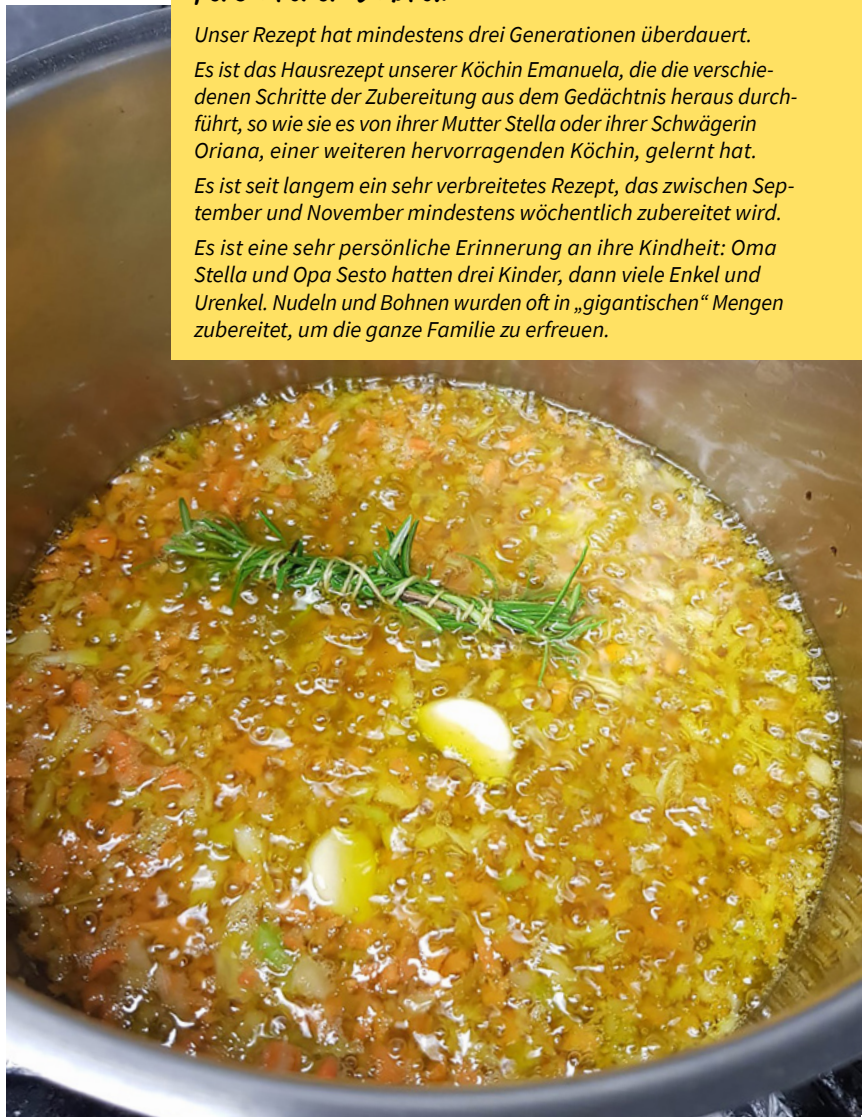 Unser Rezept hat mindestens drei Generationen überdauert.
Es ist das Hausrezept unserer Köchin Emanuela, die die verschie-
denen Schritte der Zubereitung aus dem Gedächtnis heraus durch-
führt, so wie sie es von ihrer Mutter Stella oder ihrer Schwägerin
Oriana, einer weiteren hervorragenden Köchin, gelernt hat.
Es ist seit langem ein sehr verbreitetes Rezept, das zwischen Sep-
tember und November mindestens wöchentlich zubereitet wird.
Es ist eine sehr persönliche Erinnerung an ihre Kindheit: Oma
Stella und Opa Sesto hatten drei Kinder, dann viele Enkel und
Urenkel. Nudeln und Bohnen wurden oft in „gigantischen“ Mengen
zubereitet, um die ganze Familie zu erfreuen.